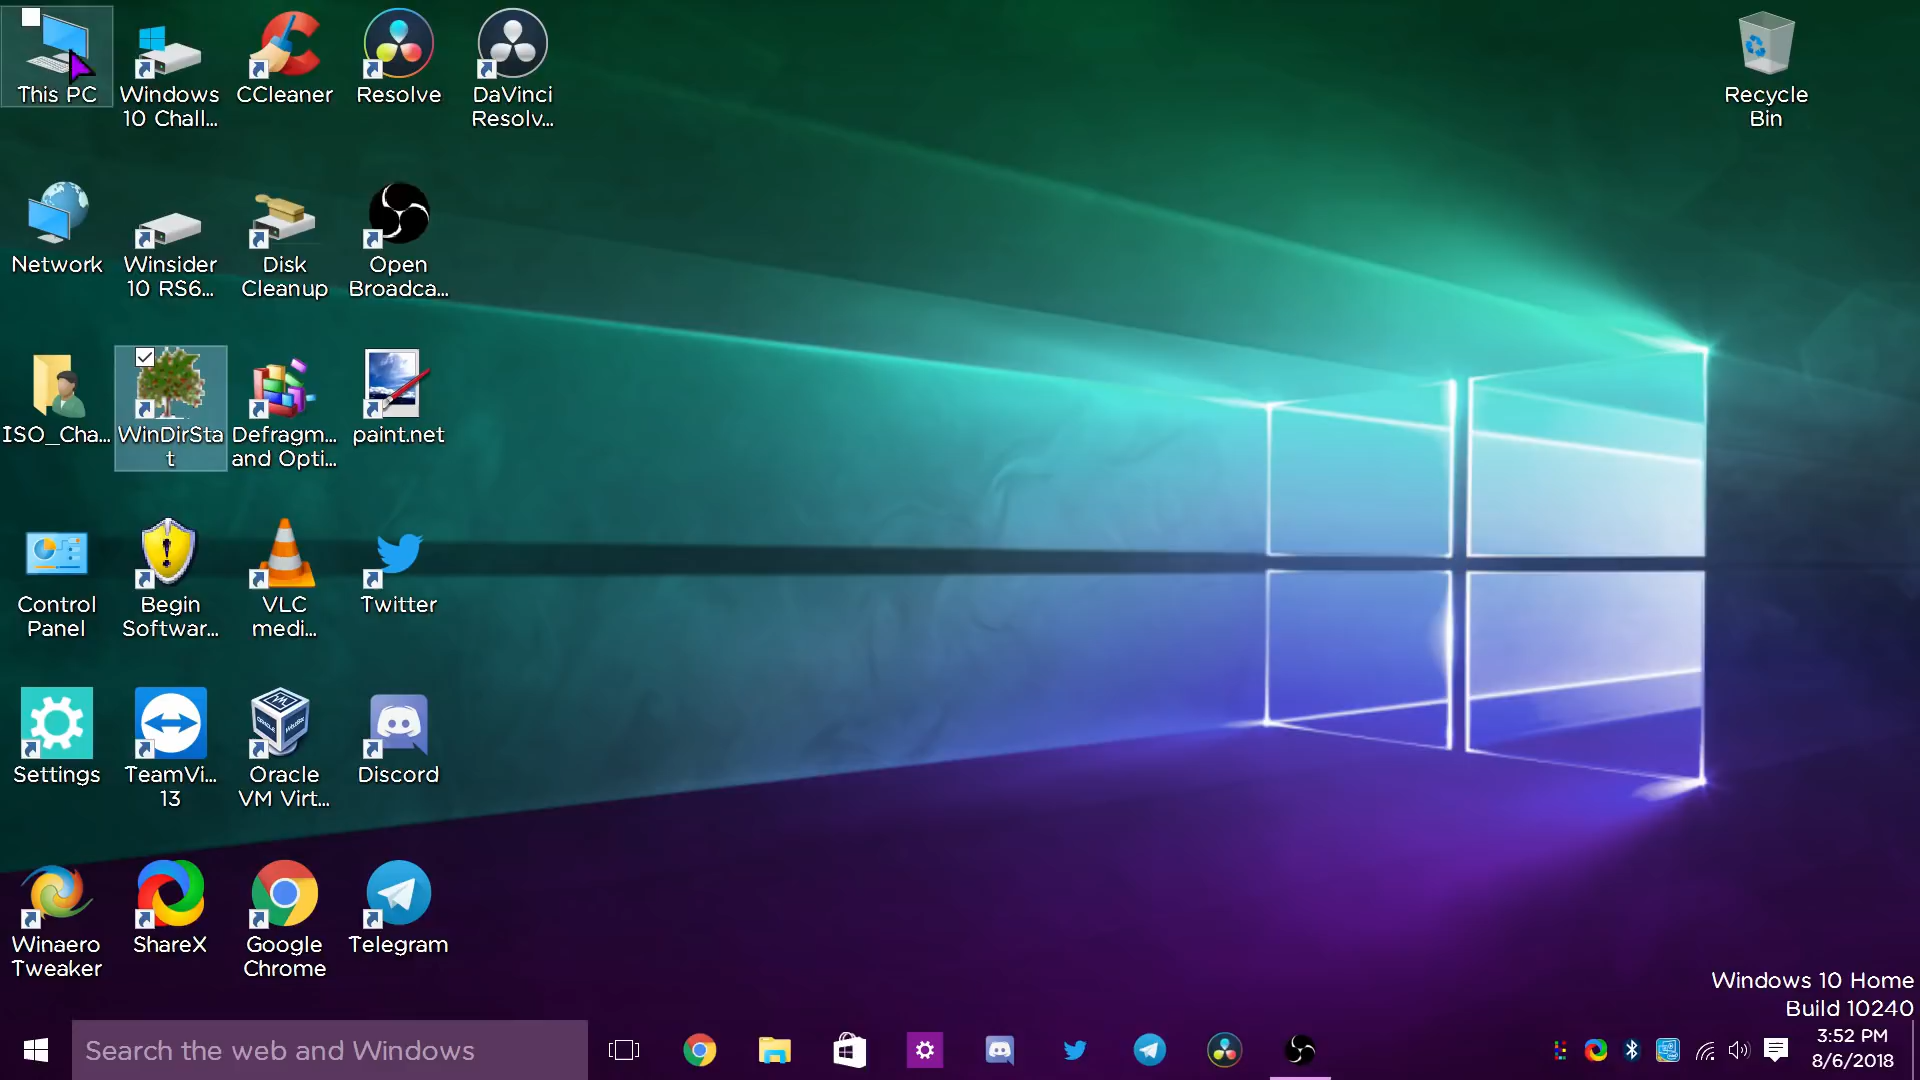 This PC
Windows
10 Chall...
CCleaner
Resolve
DaVinci
Resolv...
Recycle
Bin
Network
Winsider
10 RS6...
Disk
Cleanup
Open
Broadca...
ISO_Cha...
WinDirSta
t
Defragm...
and Opti...
paint.net
Control
Panel
Begin
Softwar...
VLC
medi...
Twitter
Settings
TeamVi...
13
Oracle
VM Virt...
Discord
Winaero
Tweaker
ShareX
Google
Chrome
Telegram
Windows 10 Home
Build 10240
Search the web and Windows
3:52 PM
8/6/2018